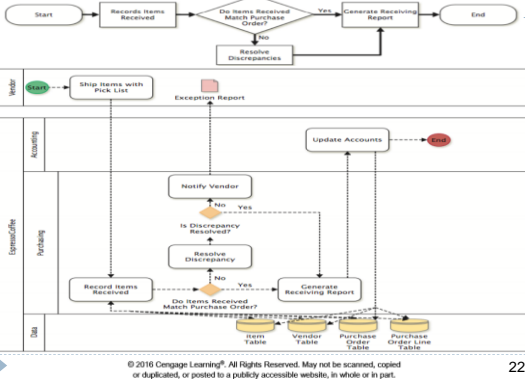 Start
Records Items
Received
Do Items Received
Match Purchase
Order?
Yes
Generate Receiving
Report
End
No
Resolve
Discrepancies
Vendor
Start
Ship Items with
Pick List
Exception Report
EspressoCoffee
Accounting
Update Accounts
End
Purchasing
Notify Vendor
No
Yes
Is Discrepancy
Resolved?
Resolve
Discrepancy
No
Record Items
Received
Yes
Do Items Received
Match Purchase Order?
Generate
Receiving Report
Data
Item
Table
Vendor
Table
Purchase
Order
Table
Purchase
Order Line
Table
© 2016 Cengage Learning®. All Rights Reserved. May not be scanned, copied
or duplicated, or posted to a publicly accessible website, in whole or in part.
22